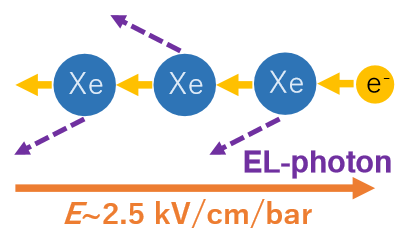 Xe Xe Xe e⁻
EL-photon
E~2.5 kV/cm/bar